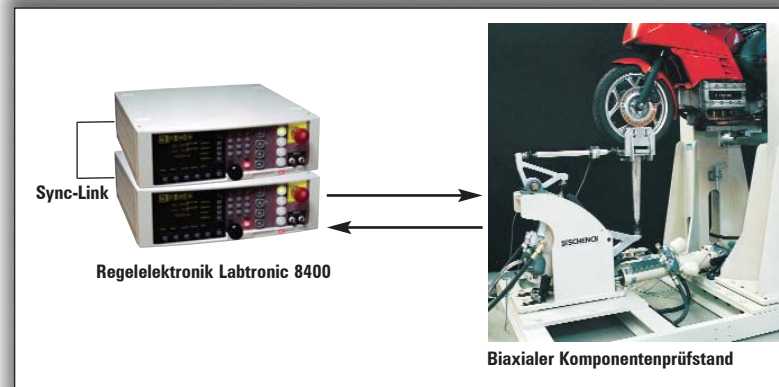 Sync-Link
Regelelektronik Labtronic 8400
SCHENCK
Biaxialer Komponentenprüfstand